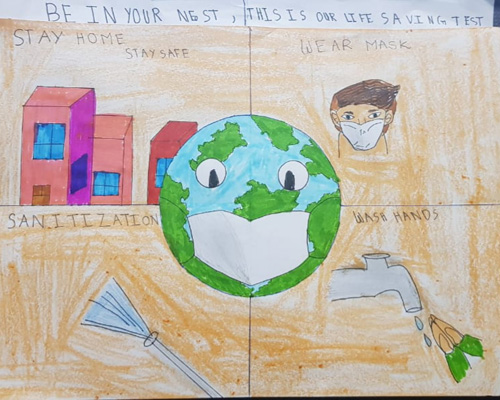 BE IN YOUR NEST, THIS IS OUR LIFE SAVING TEST
STAY HOME
STAY SAFE
WEAR MASK
SANITIZATION
WASH HANDS